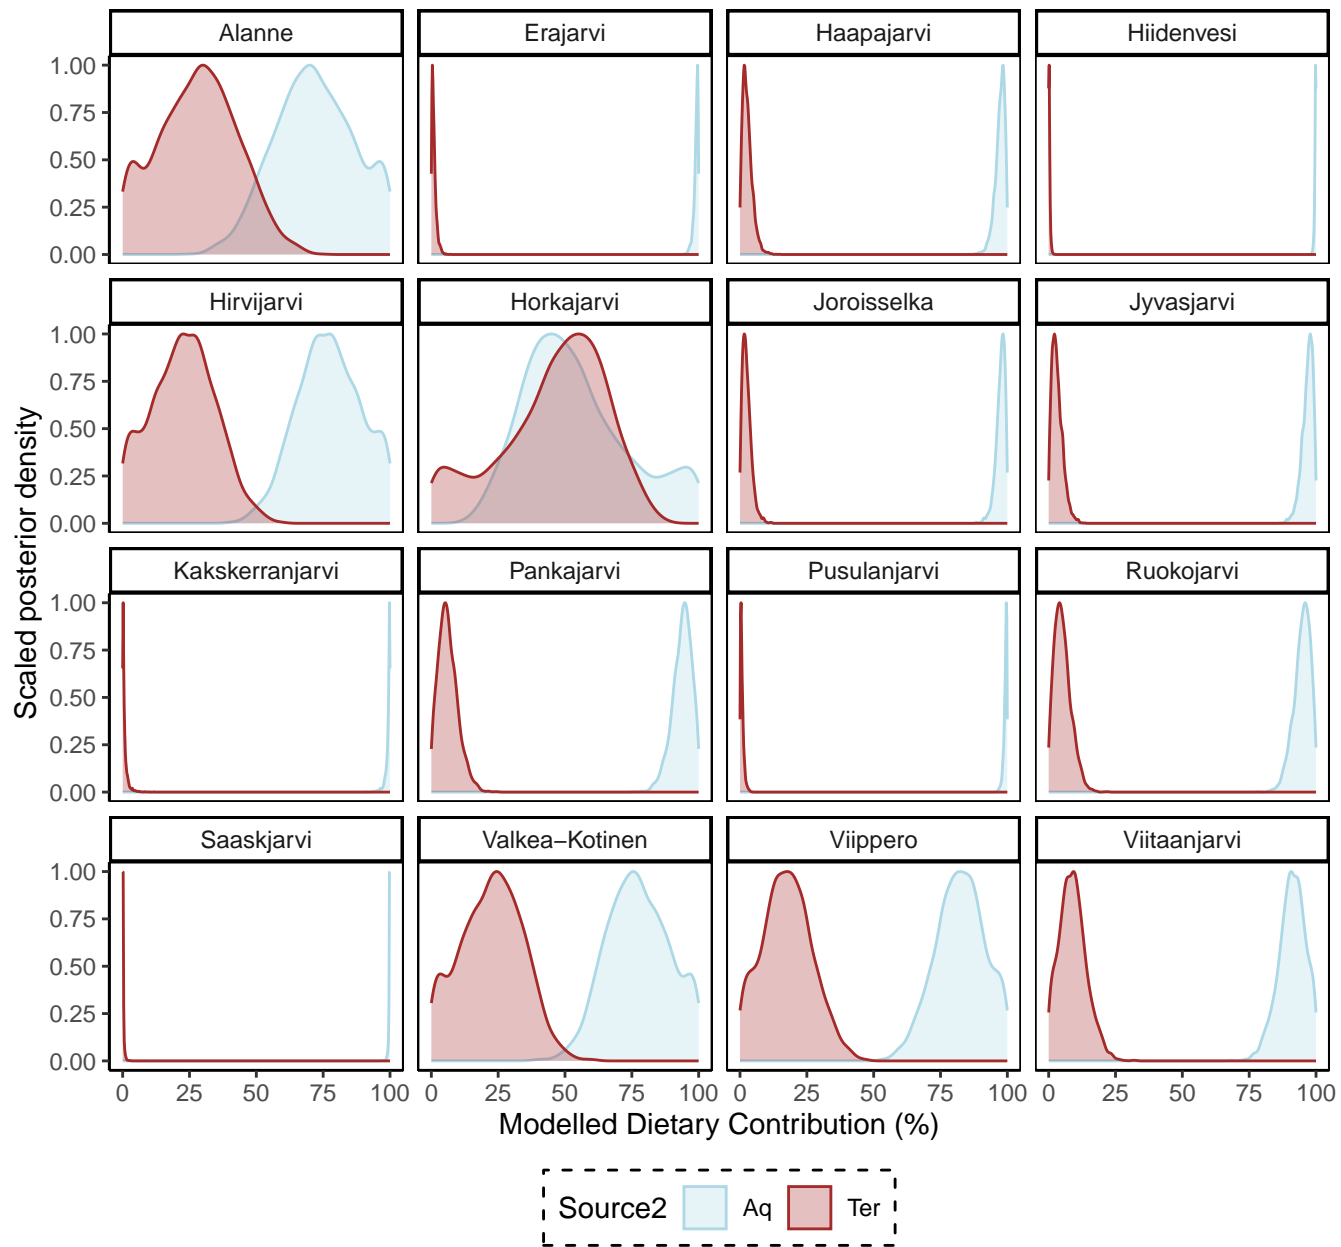 Alanne Erajarvi Haapajarvi Hiidenvesi
1.00
0.75
0.50
0.25
0.00
Hirvijarvi Horkajarvi Joroisselka Jyvasjarvi
1.00
0.75
0.50
0.25
0.00
Kakskerranjarvi Pankajarvi Pusulanjarvi Ruokojarvi
1.00
0.75
0.50
0.25
0.00
Saaskjarvi Valkea−Kotinen Viippero Viitaanjarvi
1.00
0.75
0.50
0.25
0.00
Scaled posterior density
0 25 50 75 100 0 25 50 75 100 0 25 50 75 100 0 25 50 75 100
Modelled Dietary Contribution (%)
Source2 Aq Ter